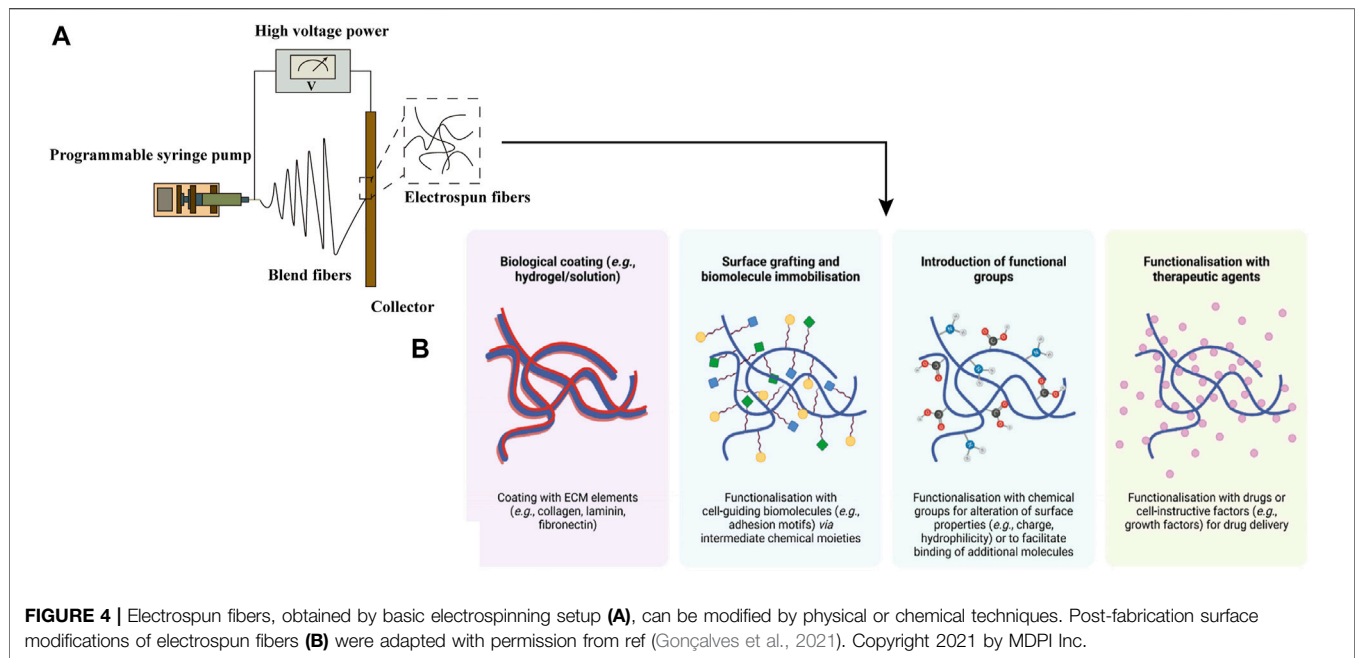 A
High voltage power
V
Programmable syringe pump
Electrospun fibers
Blend fibers
Collector
B
Biological coating (e.g.,
hydrogel/solution)
Coating with ECM elements
(e.g., collagen, laminin,
fibronectin)
Surface grafting and
biomolecule immobilisation
Functionalisation with
cell-guiding biomolecules (e.g.,
adhesion motifs) via
intermediate chemical moieties
Introduction of functional
groups
Functionalisation with chemical
groups for alteration of surface
properties (e.g., charge,
hydrophilicity) or to facilitate
binding of additional molecules
Functionalisation with
therapeutic agents
Functionalisation with drugs or
cell-instructive factors (e.g.,
growth factors) for drug delivery
FIGURE 4 | Electrospun fibers, obtained by basic electrospinning setup (A), can be modified by physical or chemical techniques. Post-fabrication surface
modifications of electrospun fibers (B) were adapted with permission from ref (Gonçalves et al., 2021). Copyright 2021 by MDPI Inc.